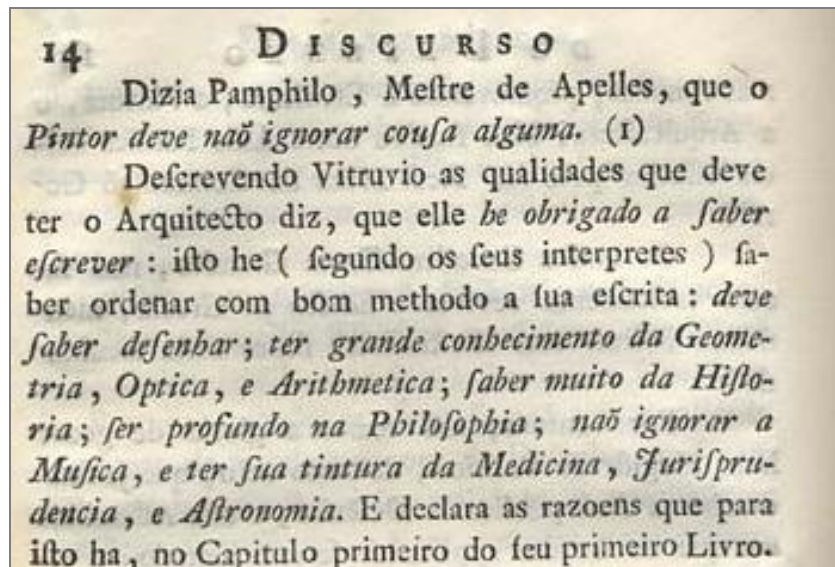 14 DISCURSO
Dizia Pamphilo , Meſtre de Apelles, que o
Pintor deve naõ ignorar couſa alguma. (1)
Deſcrevendo Vitruvio as qualidades que deve
ter o Arquitecto diz, que elle he obrigado a ſaber
eſcrever : iſto he ( ſegundo os ſeus interpretes ) ſa-
ber ordenar com bom methodo a ſua eſcrita : deve
ſaber deſenhar ; ter grande conhecimento da Geome-
tria , Optica, e Arithmetica ; ſaber muito da Hiſto-
ria ; ſer profundo na Philoſophia ; naõ ignorar a
Muſica, e ter ſua tintura da Medicina, Juriſpru-
dencia, e Aſtronomia. E declara as razoens que para
iſto ha, no Capitulo primeiro do ſeu primeiro Livro.